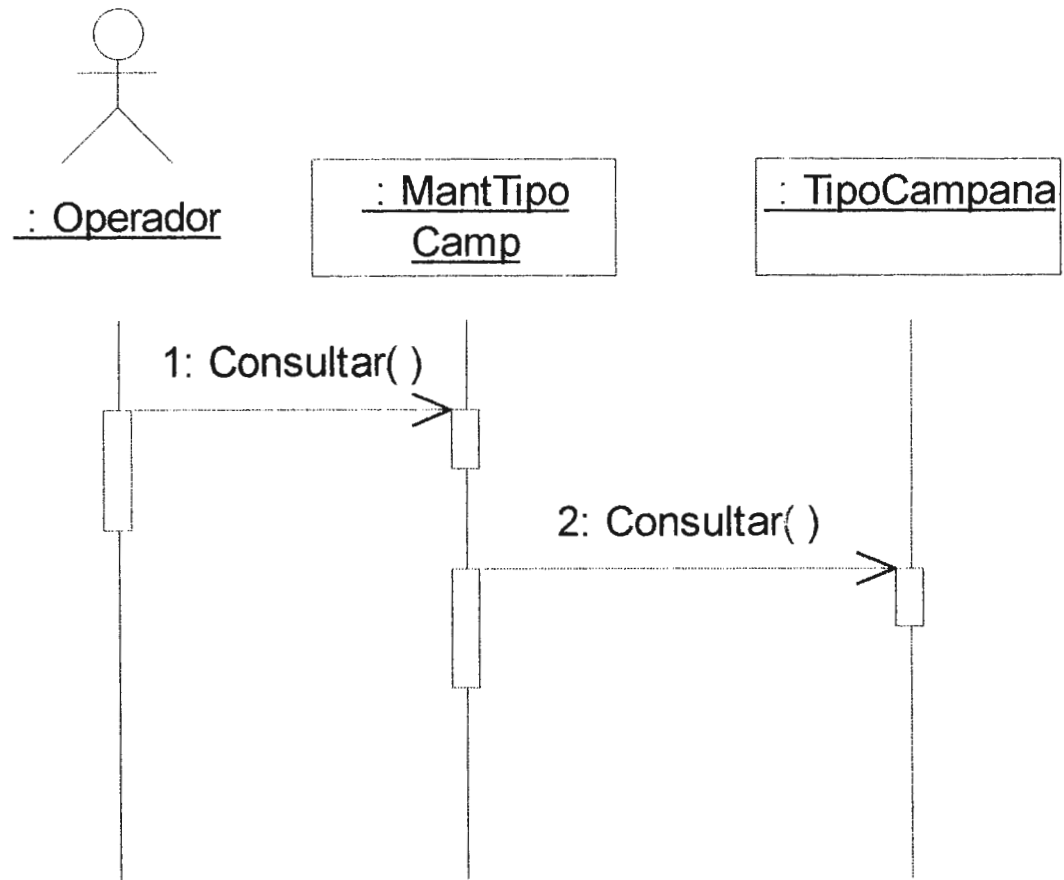 : Operador
: MantTipo
Camp
: TipoCampana
1: Consultar( )
2: Consultar( )